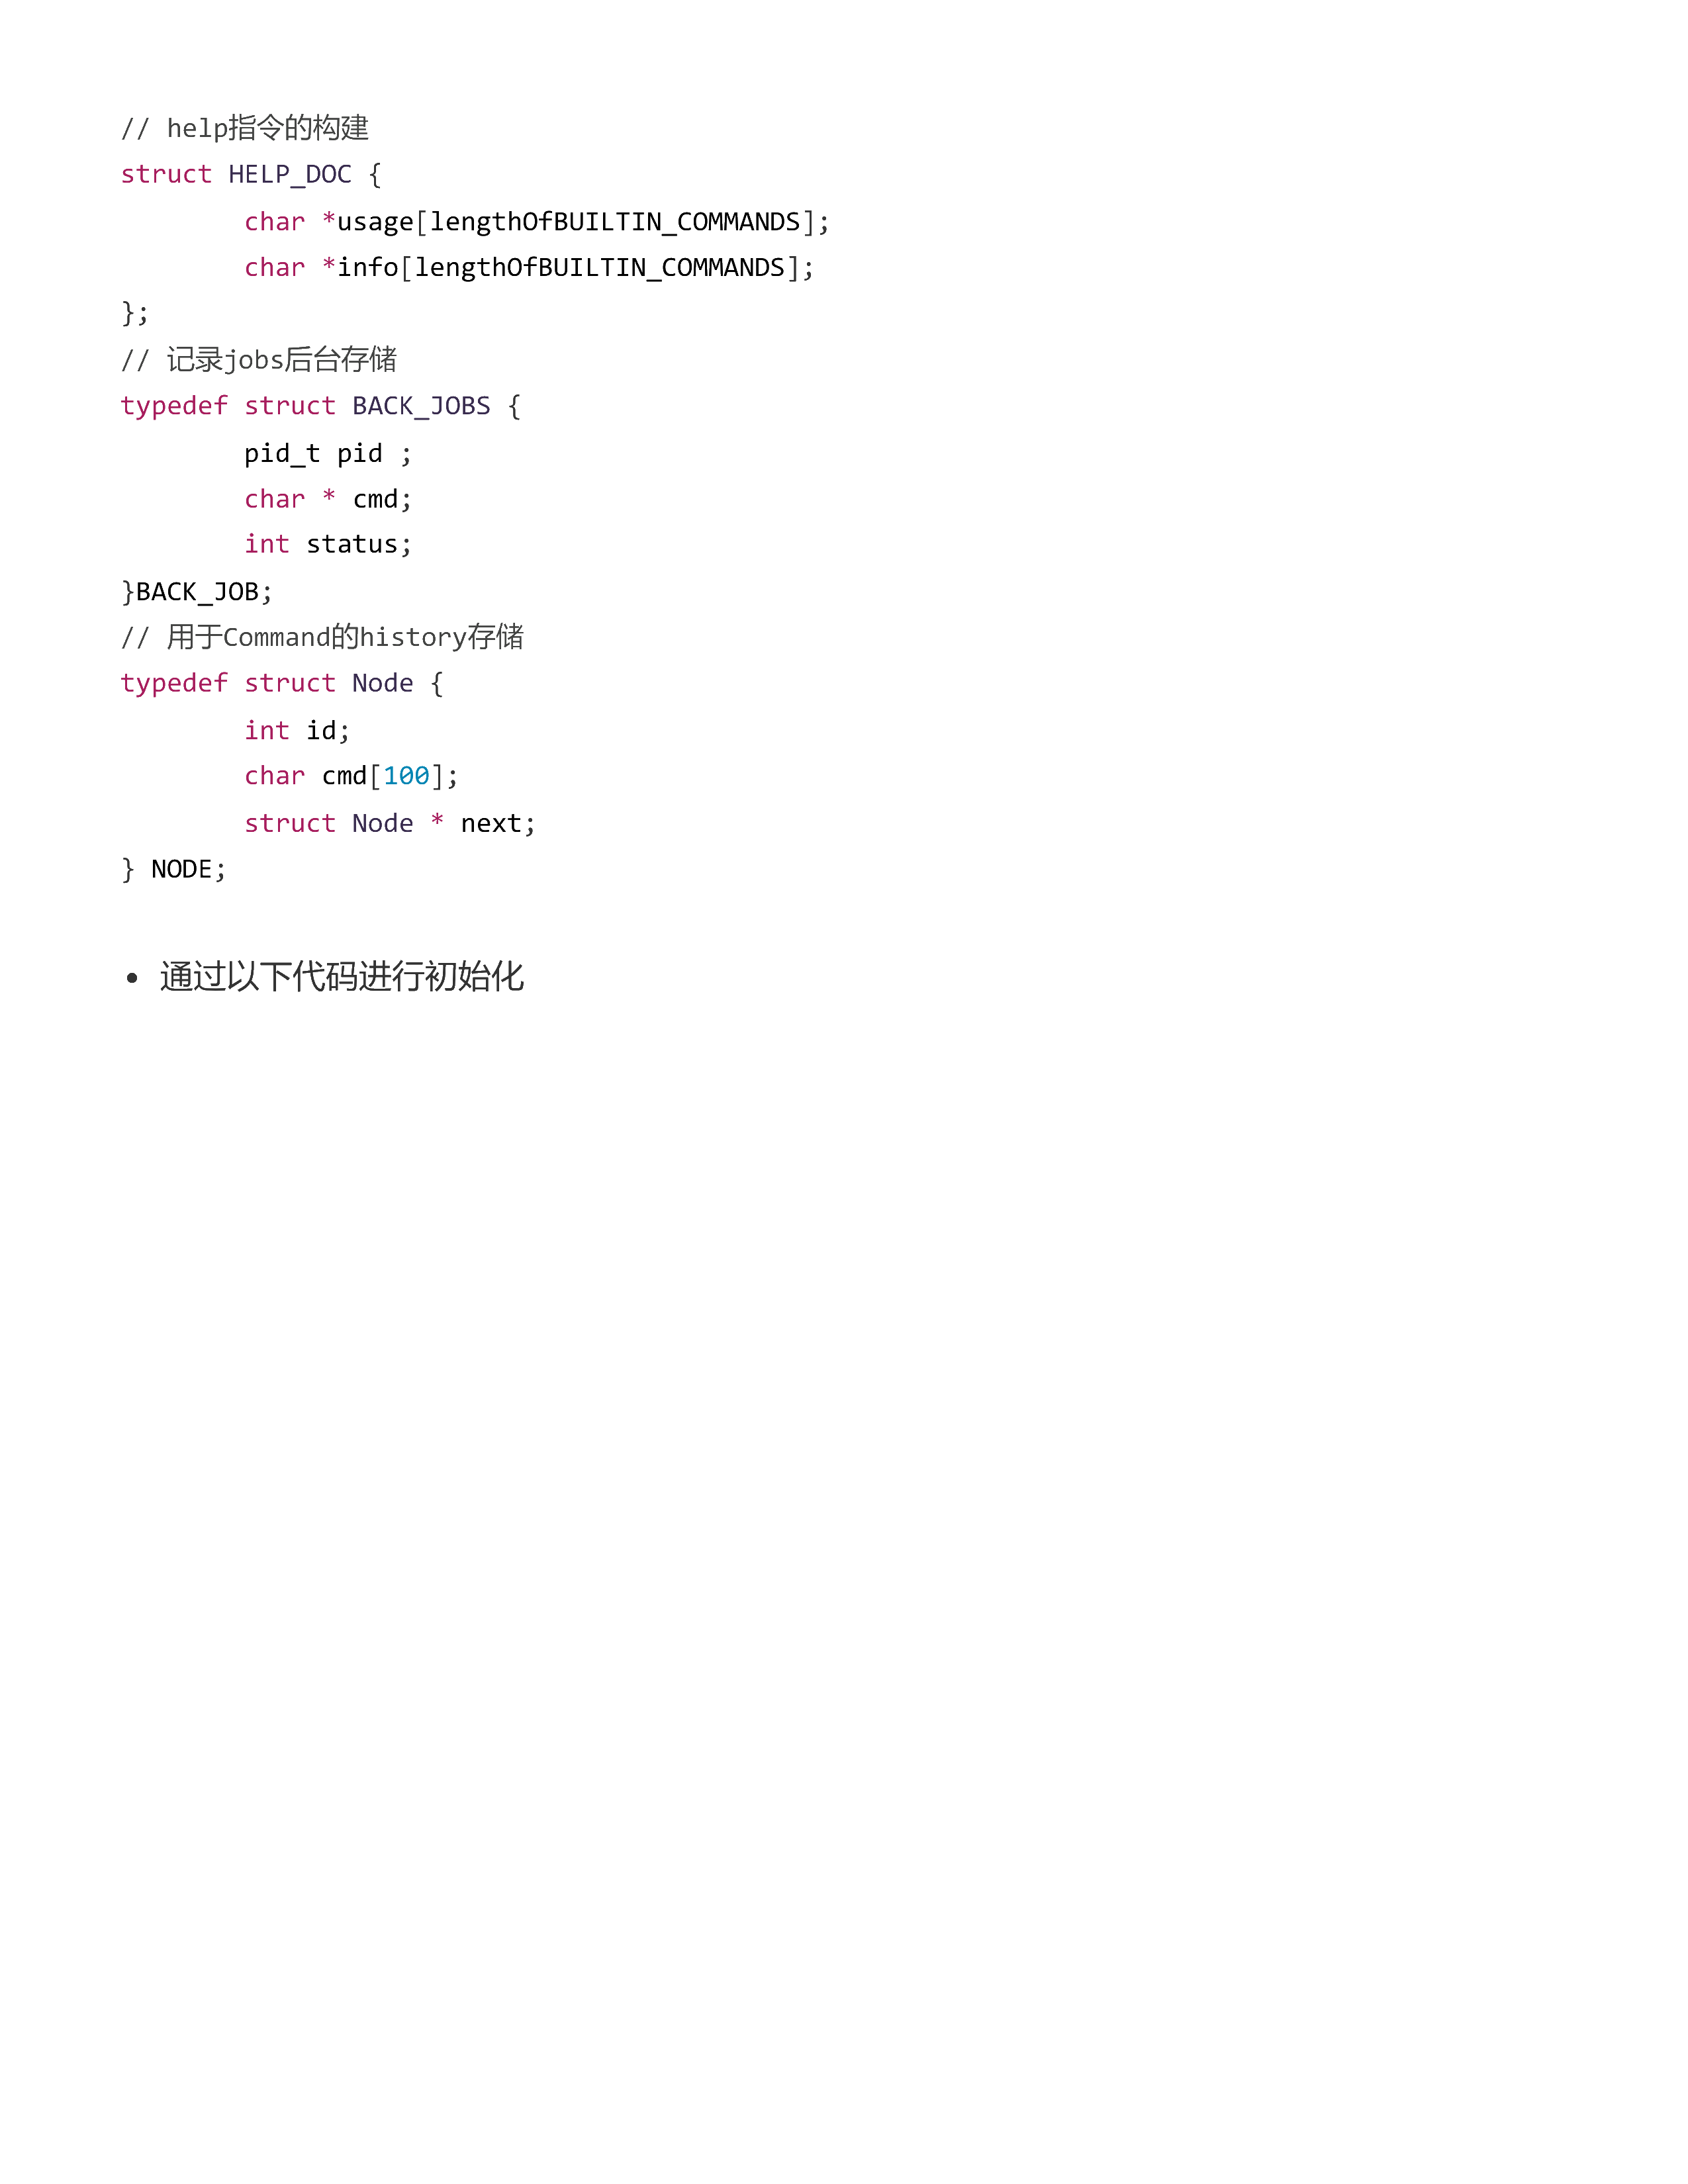 // help指令的构建
struct HELP_DOC {
        char *usage[lengthOfBUILTIN_COMMANDS];
        char *info[lengthOfBUILTIN_COMMANDS];
};
// 记录jobs后台存储
typedef struct BACK_JOBS {
        pid_t pid ;
        char * cmd;
        int status;
}BACK_JOB;
// 用于Command的history存储
typedef struct Node {
        int id;
        char cmd[100];
        struct Node * next;
} NODE;
• 通过以下代码进行初始化